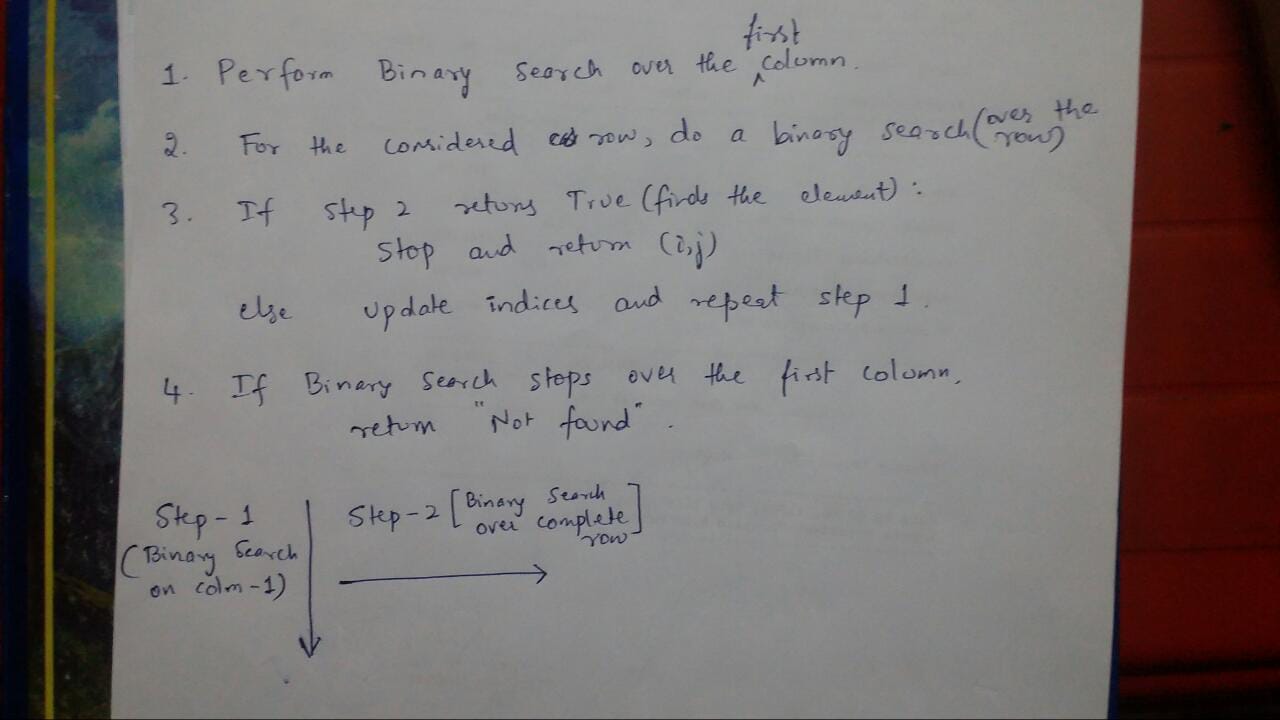 first
1. Perform Binary Search over the ^ column.
2. For the considered row, do a binary search (over the row)
3. If step 2 returns True (finds the element):
Stop and return (i,j)
else update indices and repeat step 1.
4. If Binary Search stops over the first column,
return "Not found".
Step-1
(Binary Search
on colm-1)
Step-2 [Binary Search
over complete
row]